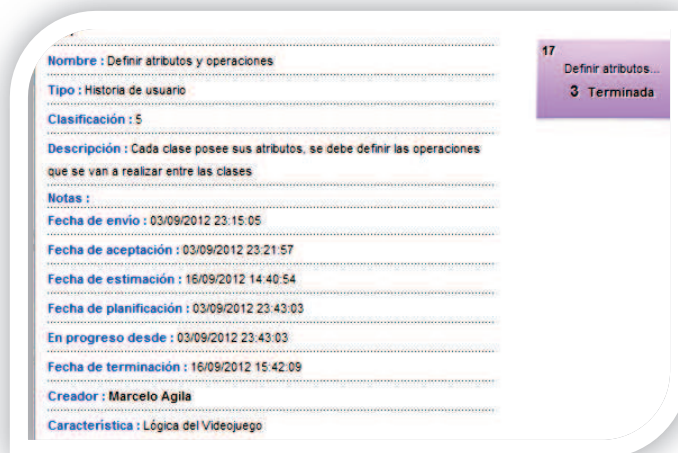 Nombre : Definir atributos y operaciones
Tipo : Historia de usuario
Clasificación : 5
Descripción : Cada clase posee sus atributos, se debe definir las operaciones
que se van a realizar entre las clases
Notas :
Fecha de envío : 03/09/2012 23:15:05
Fecha de aceptación : 03/09/2012 23:21:57
Fecha de estimación : 16/09/2012 14:40:54
Fecha de planificación : 03/09/2012 23:43:03
En progreso desde : 03/09/2012 23:43:03
Fecha de terminación : 16/09/2012 15:42:09
Creador : Marcelo Agila
Característica : Lógica del Videojuego
17
Definir atributos...
3 Terminada